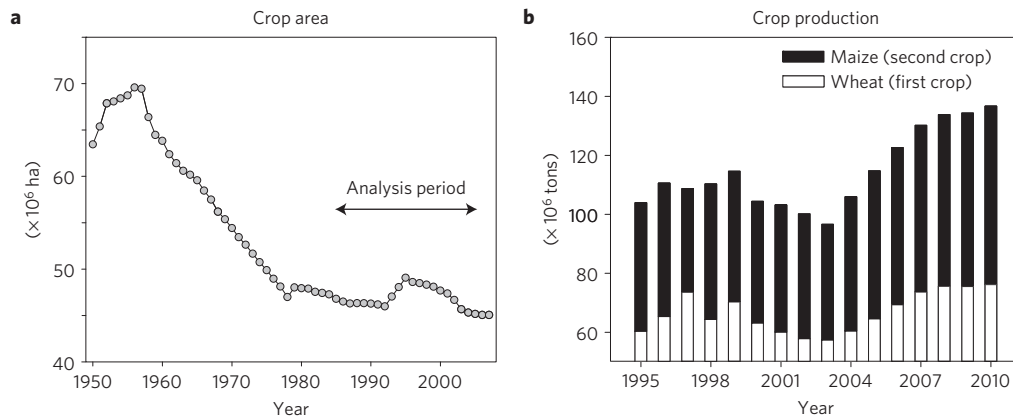 a
Crop area
70
60
50
40
(× 10⁶ ha)
Analysis period
1950
1960
1970
1980
1990
2000
Year
b
Crop production
160
140
120
100
80
60
(× 10⁶ tons)
Maize (second crop)
Wheat (first crop)
1995
1998
2001
2004
2007
2010
Year